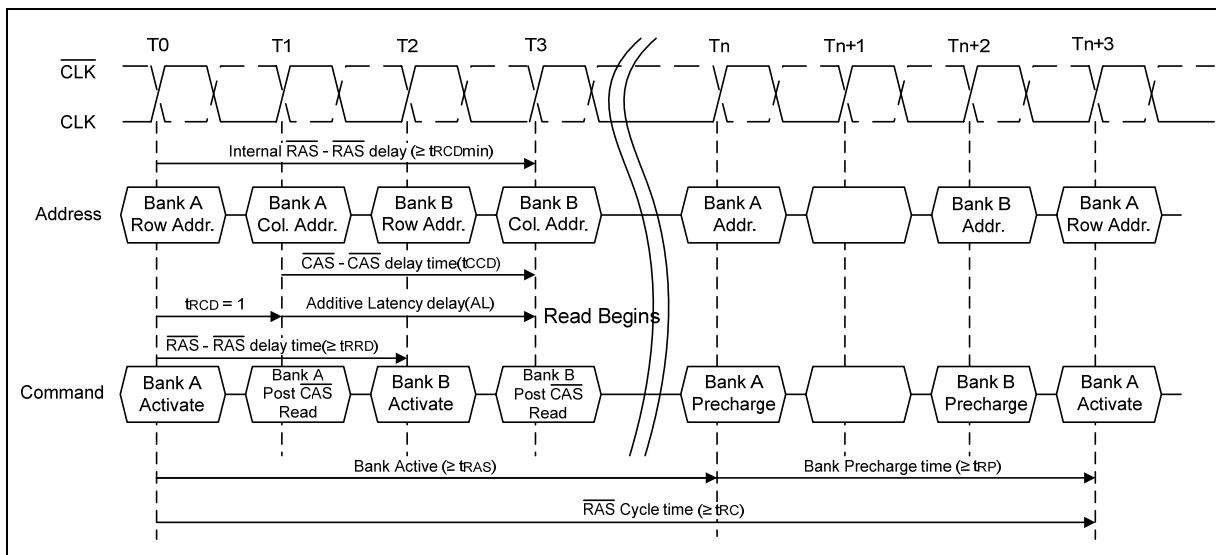 T0 T1 T2 T3 Tn Tn+1 Tn+2 Tn+3
CLK
CLK
Internal RAS - RAS delay (≥ tRCDmin)
Address
Bank A Row Addr.
Bank A Col. Addr.
Bank B Row Addr.
Bank B Col. Addr.
Bank A Addr.
Bank B Addr.
Bank A Row Addr.
CAS - CAS delay time(tCCD)
tRCD = 1
Additive Latency delay(AL)
Read Begins
RAS - RAS delay time(≥ tRRD)
Command
Bank A Activate
Bank A Post CAS Read
Bank B Activate
Bank B Post CAS Read
Bank A Precharge
Bank B Precharge
Bank A Activate
Bank Active (≥ tRAS)
Bank Precharge time (≥ tRP)
RAS Cycle time (≥ tRC)